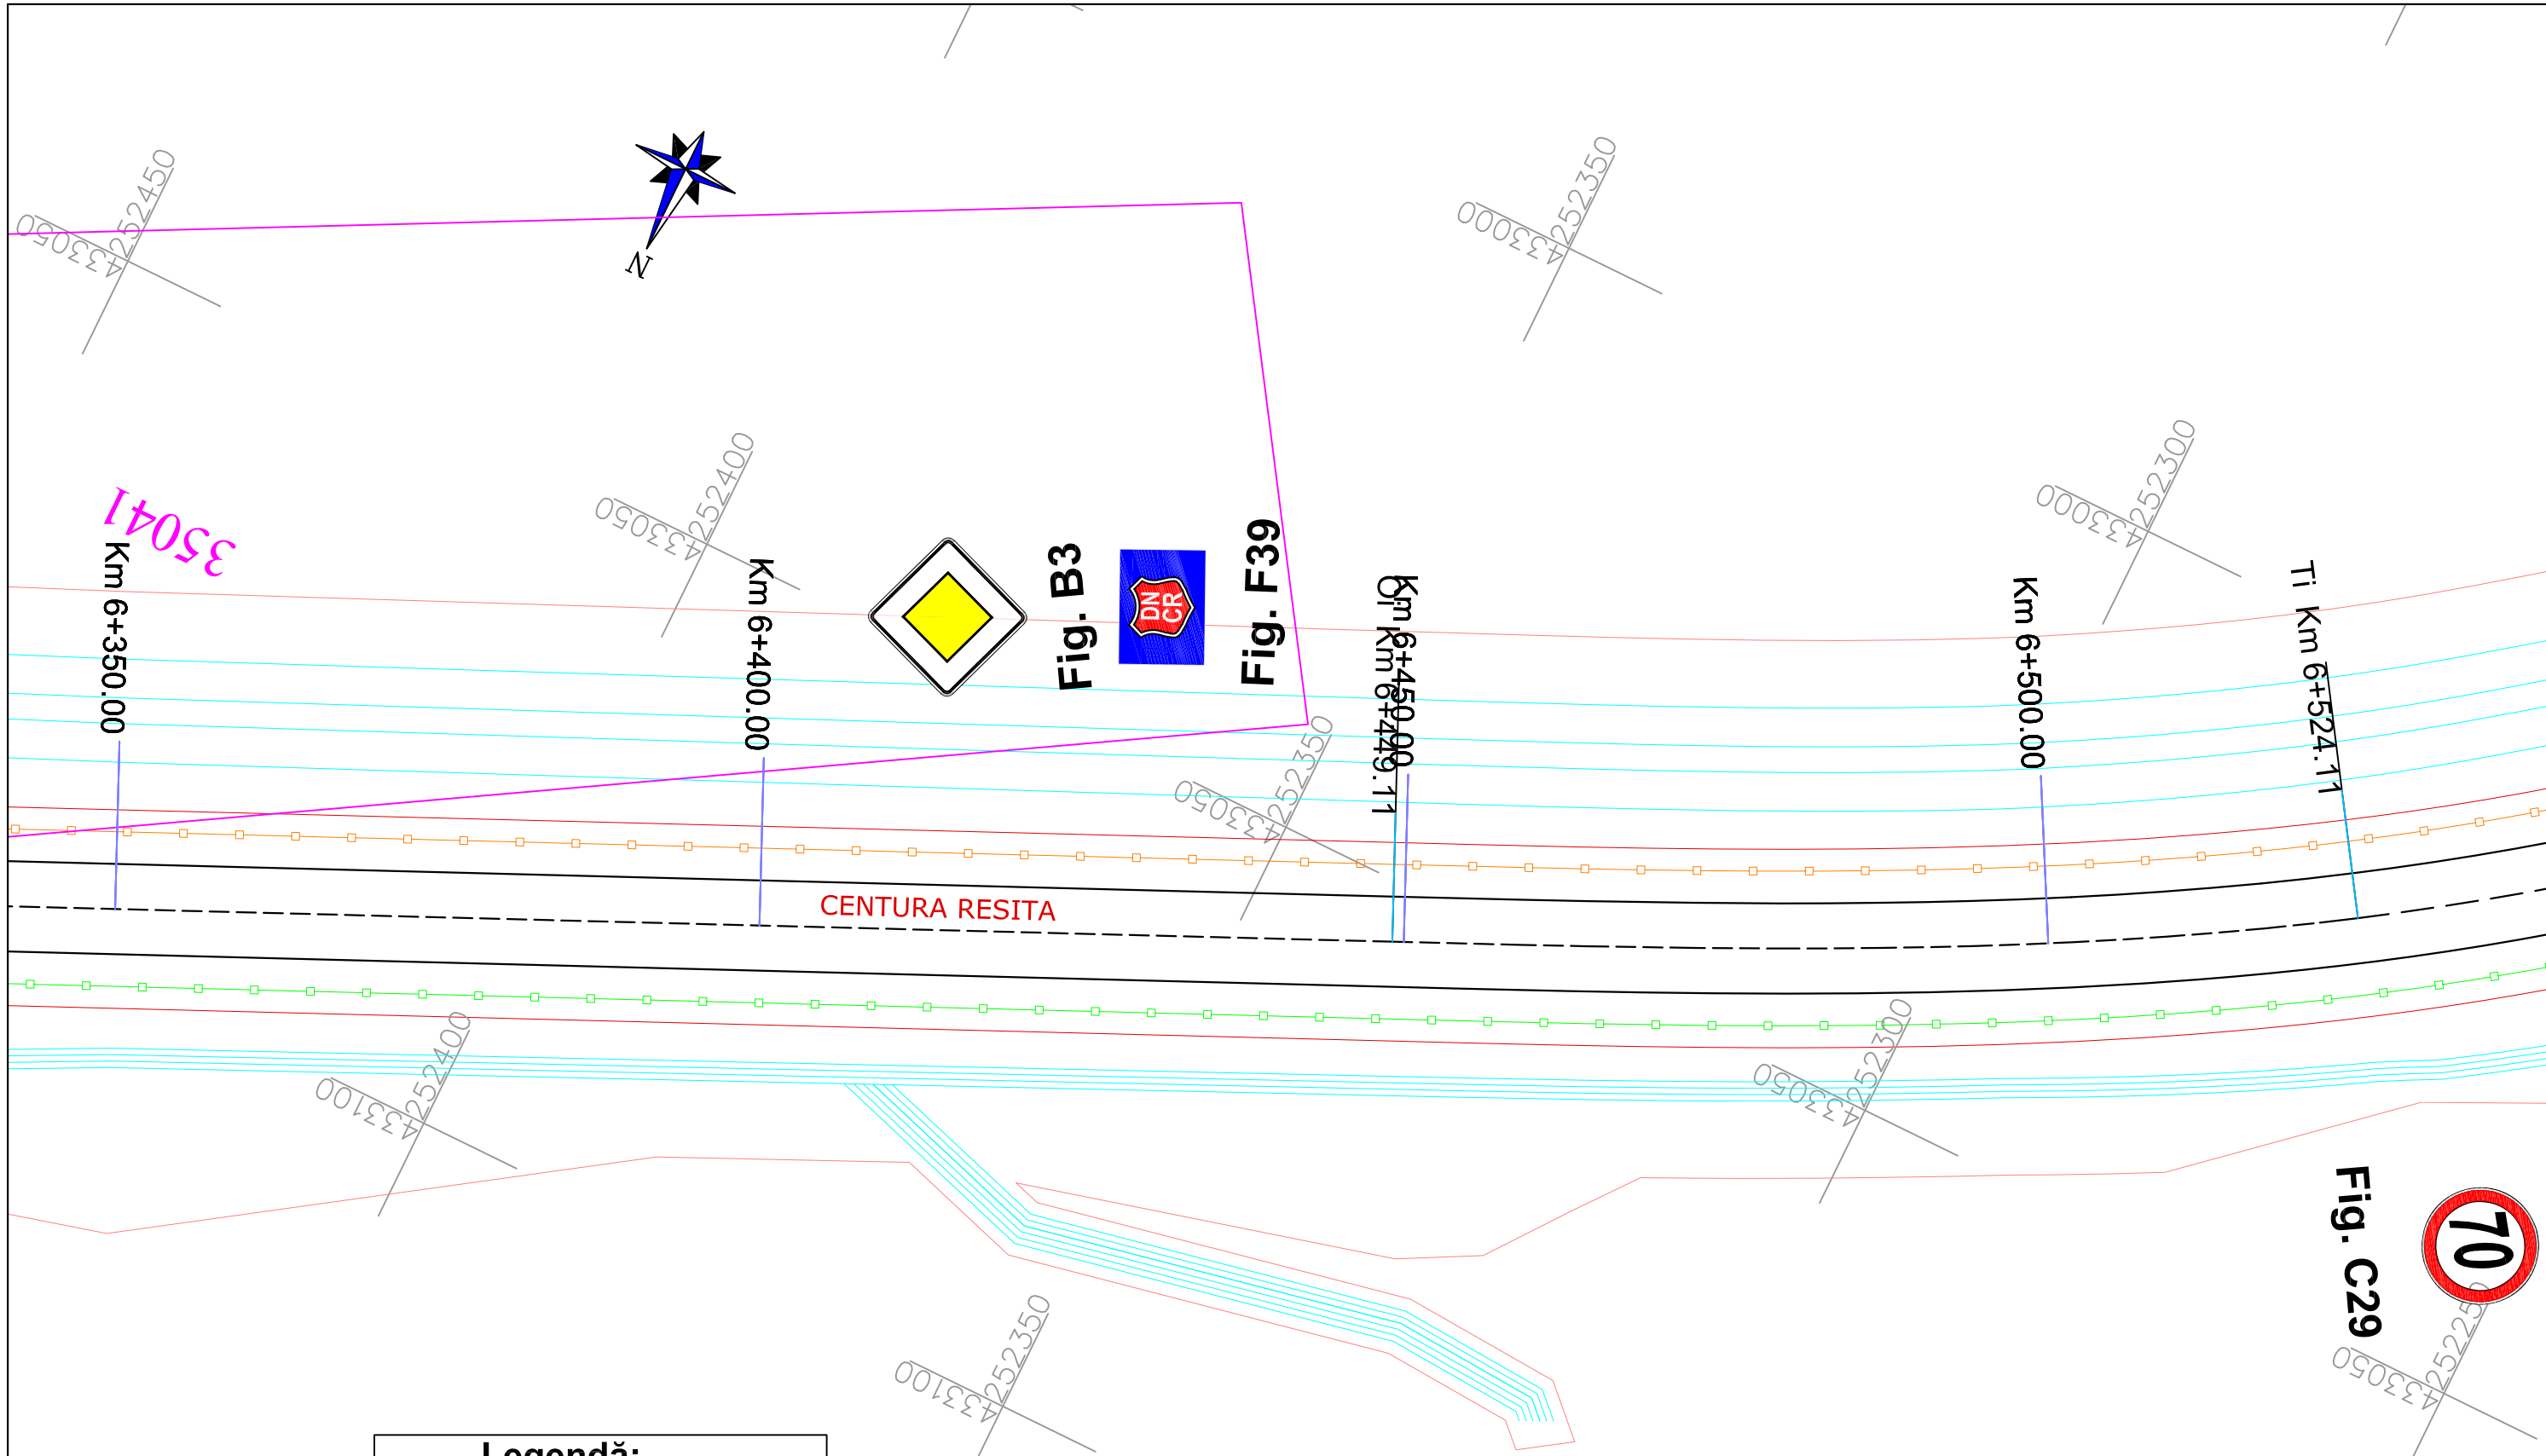 252450
433050
N
252350
433000
252400
433050
252300
433000
35041
Km 6+350.00
Km 6+400.00
Fig. B3
DN
CR
Fig. F39
Oi Km 6+449.11
Km 6+450.00
Km 6+500.00
Ti Km 6+524.11
252350
433050
CENTURA RESITA
252400
433100
252300
433050
Fig. C29
70
252350
433100
252250
433050
Legendă: